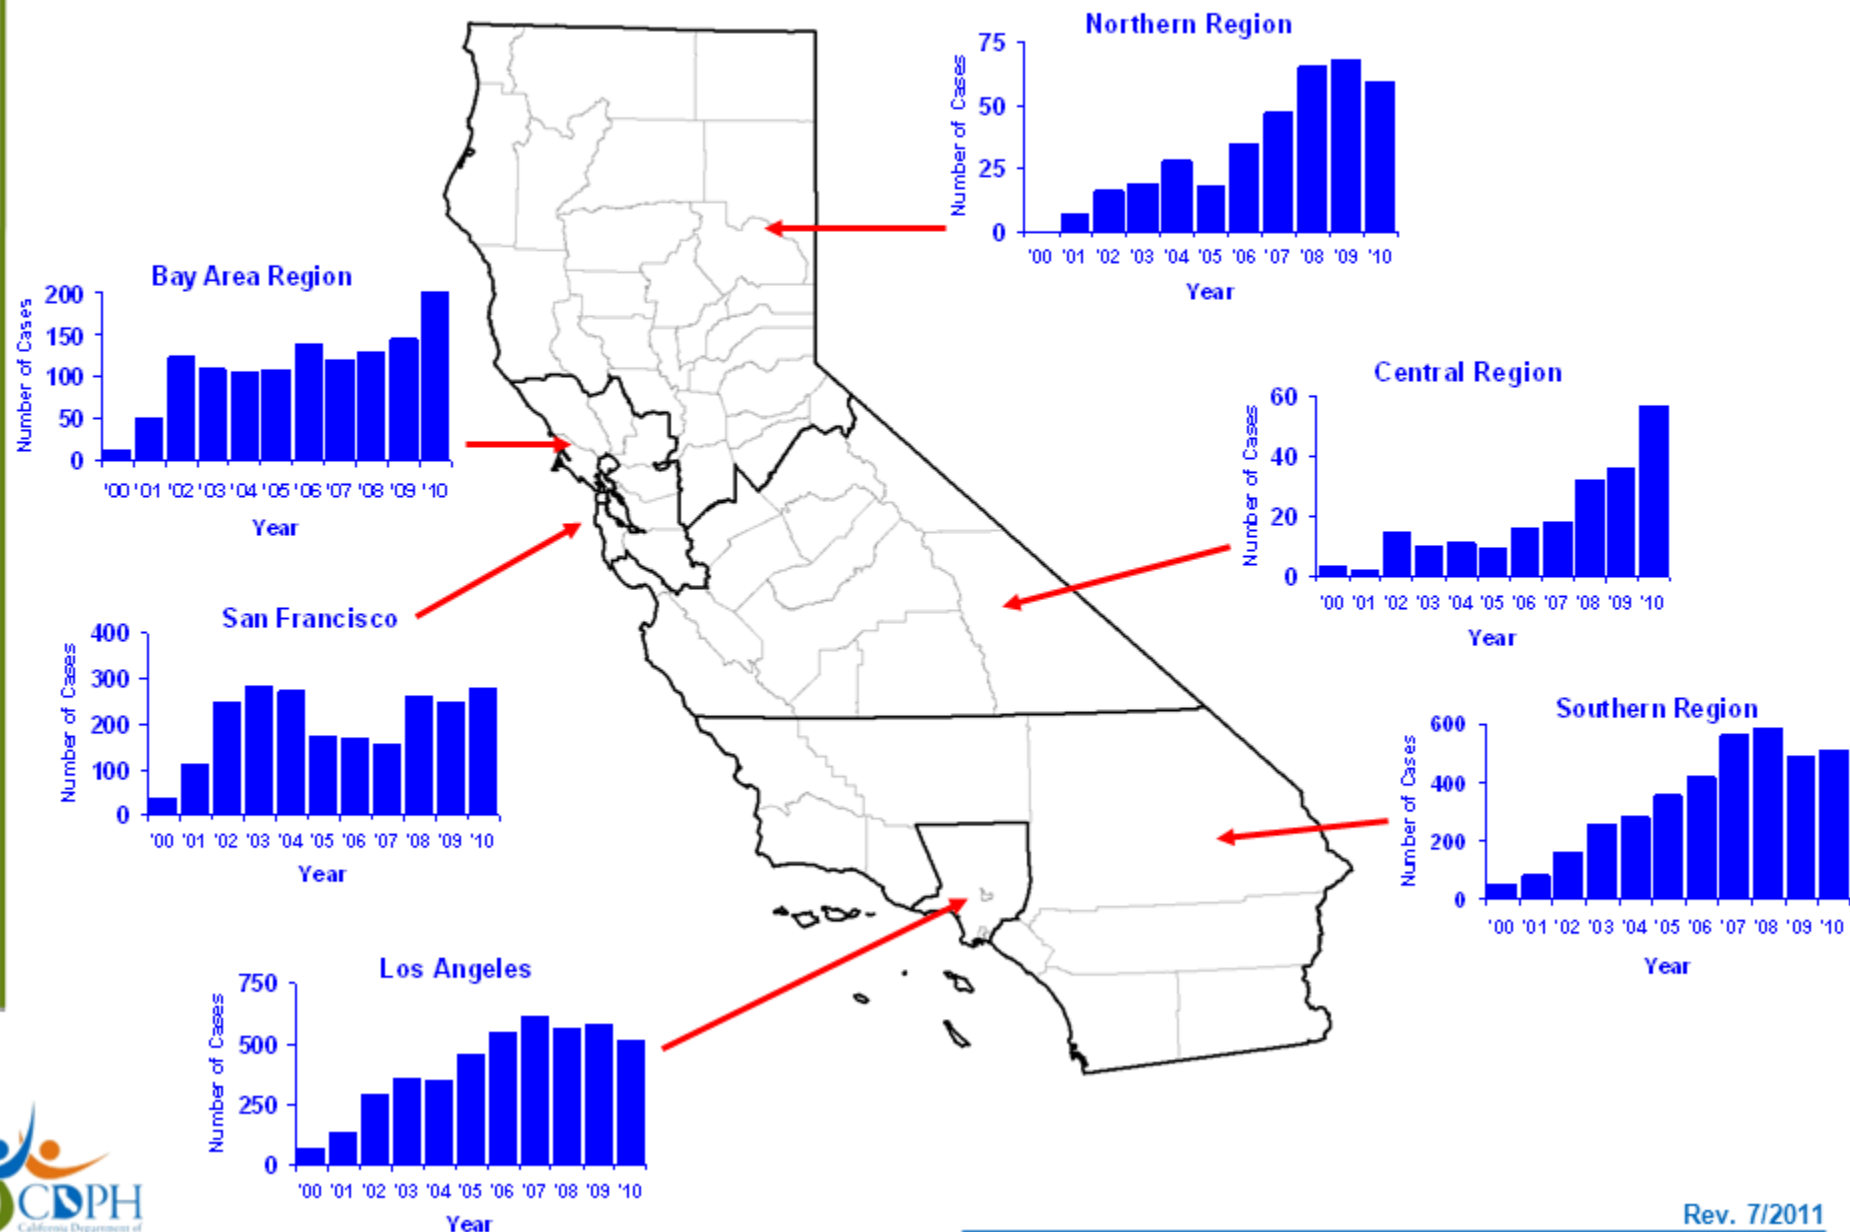 Northern Region
75
50
25
0
Number of Cases
'00 '01 '02 '03 '04 '05 '06 '07 '08 '09 '10
Year
Bay Area Region
200
150
100
50
0
Number of Cases
'00 '01 '02 '03 '04 '05 '06 '07 '08 '09 '10
Year
Central Region
60
40
20
0
Number of Cases
'00 '01 '02 '03 '04 '05 '06 '07 '08 '09 '10
Year
San Francisco
400
300
200
100
0
Number of Cases
'00 '01 '02 '03 '04 '05 '06 '07 '08 '09 '10
Year
Southern Region
600
400
200
0
Number of Cases
'00 '01 '02 '03 '04 '05 '06 '07 '08 '09 '10
Year
Los Angeles
750
500
250
0
Number of Cases
'00 '01 '02 '03 '04 '05 '06 '07 '08 '09 '10
Year
CDPH
California Department of
Rev. 7/2011